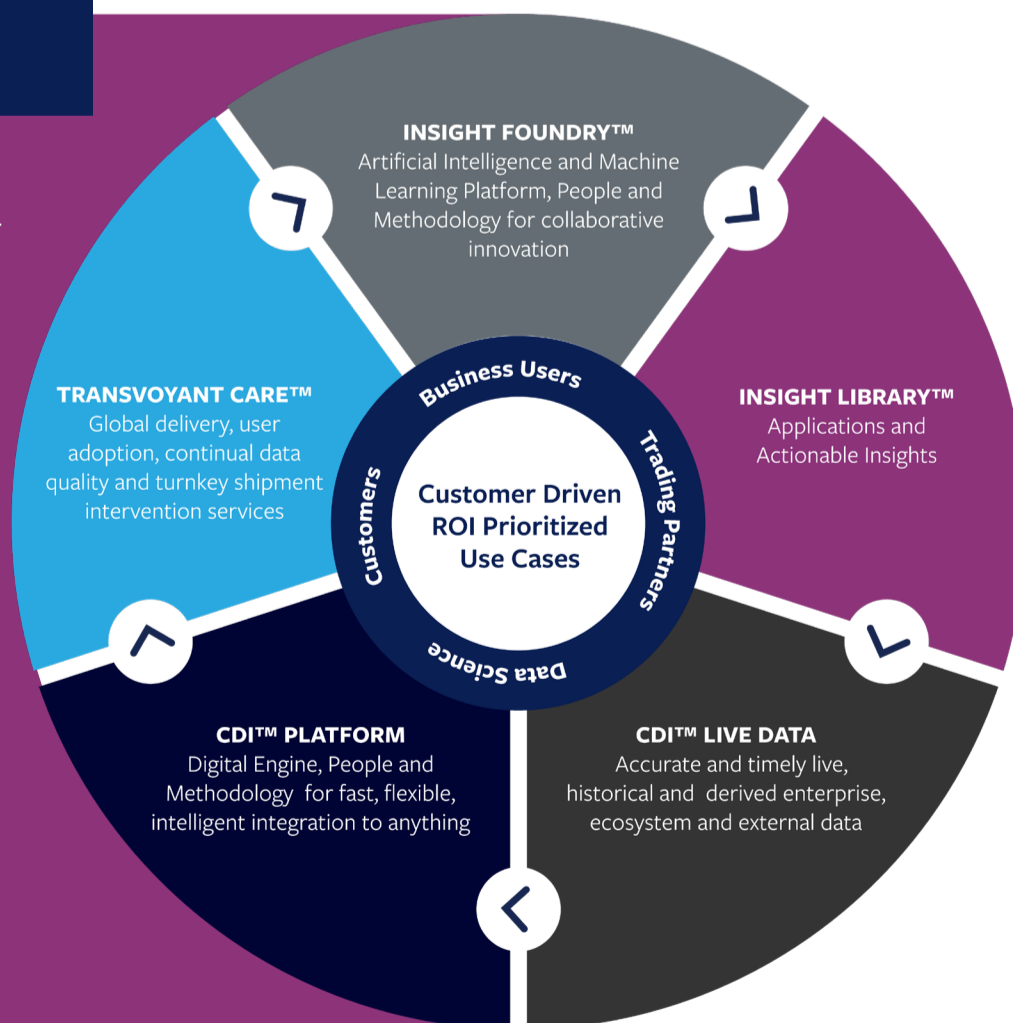 INSIGHT FOUNDRY™
Artificial Intelligence and Machine
Learning Platform, People and
Methodology for collaborative
innovation
INSIGHT LIBRARY™
Applications and
Actionable Insights
CDI™ LIVE DATA
Accurate and timely live,
historical and derived enterprise,
ecosystem and external data
CDI™ PLATFORM
Digital Engine, People and
Methodology for fast, flexible,
intelligent integration to anything
TRANSVOYANT CARE™
Global delivery, user
adoption, continual data
quality and turnkey shipment
intervention services
Business Users
Trading Partners
Data Science
Customers
Customer Driven
ROI Prioritized
Use Cases